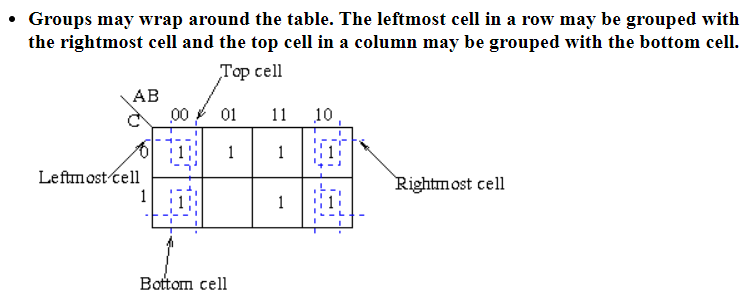 • Groups may wrap around the table. The leftmost cell in a row may be grouped with
the rightmost cell and the top cell in a column may be grouped with the bottom cell.
Top cell
AB
C 00 01 11 10
0 1 1 1 1
Leftmost cell
Rightmost cell
1 1 1 1
Bottom cell